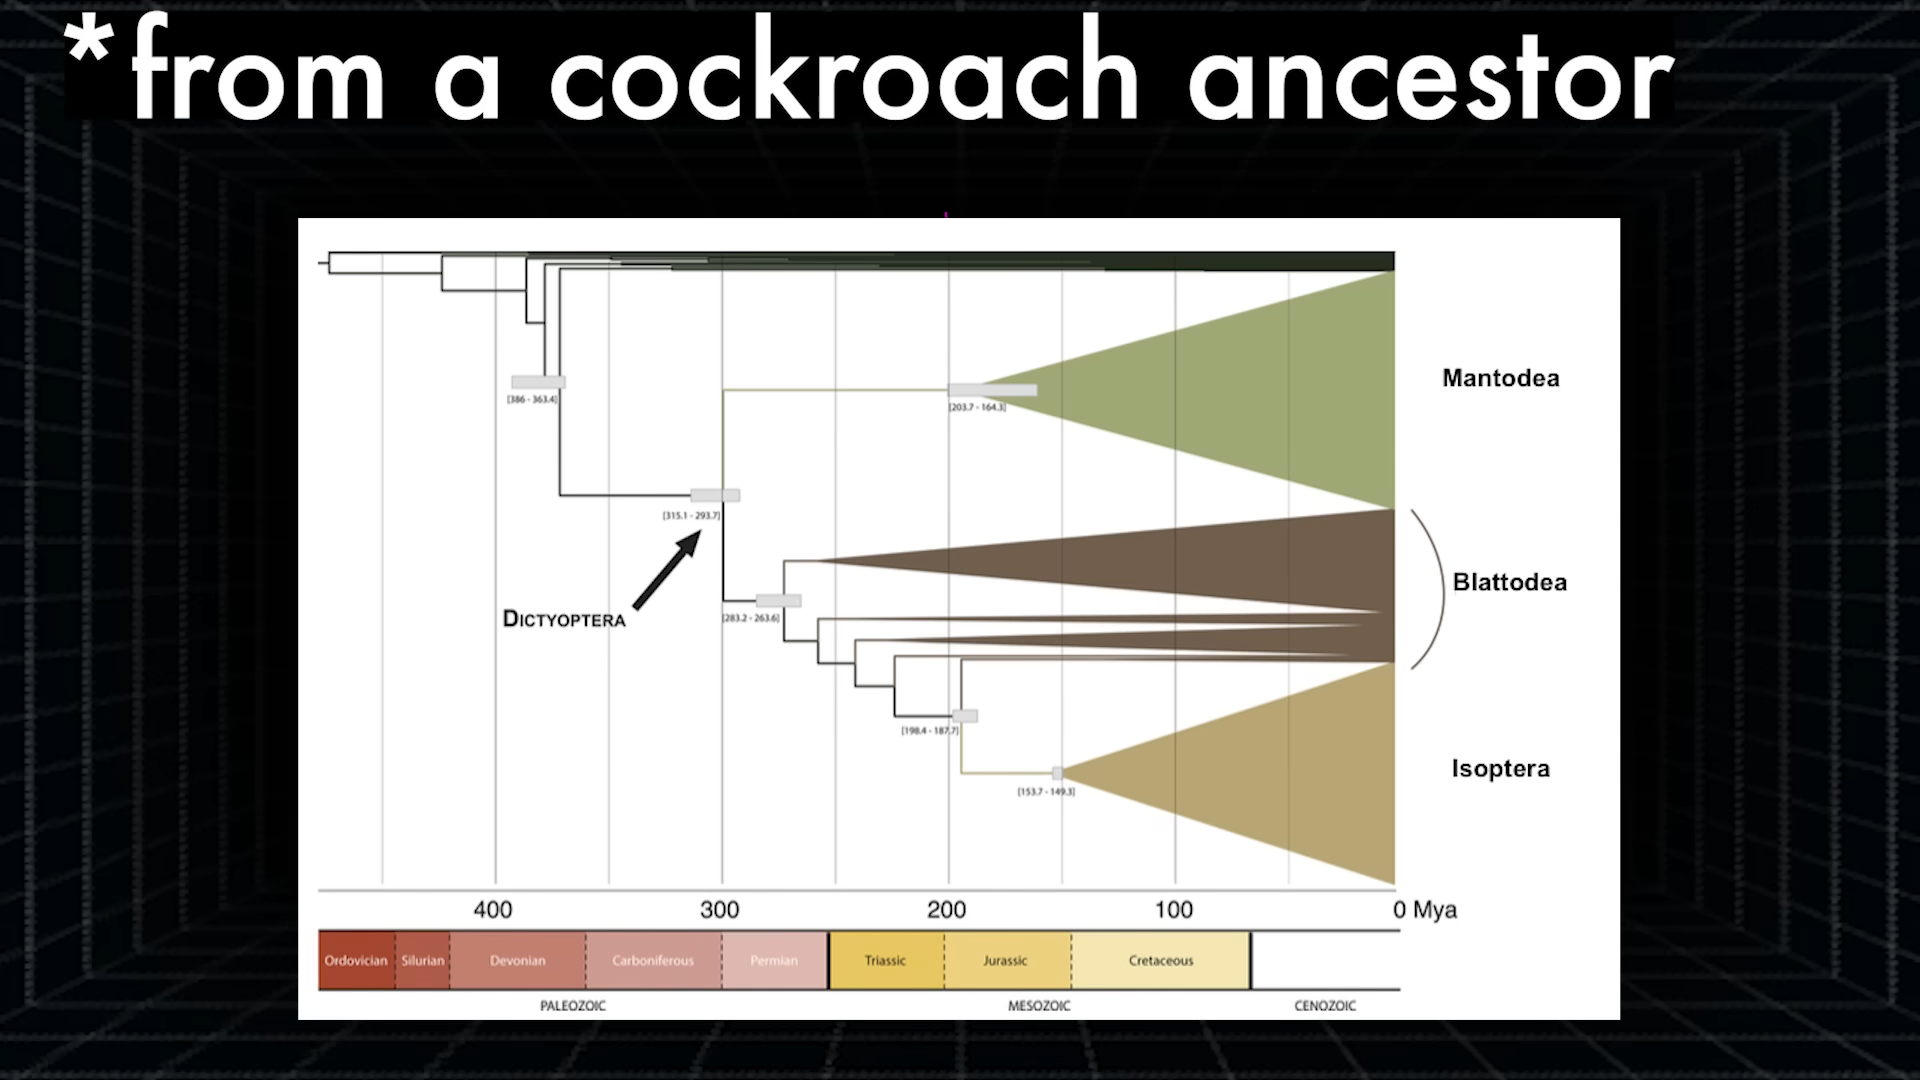 *from a cockroach ancestor
Mantodea
[386 - 363.4]
[203.7 - 164.3]
[315.1 - 293.7]
Blattodea
DICTYOPTERA
[283.2 - 263.6]
[198.4 - 187.7]
Isoptera
[153.7 - 149.3]
400 300 200 100 0 Mya
Ordovician Silurian Devonian Carboniferous Permian Triassic Jurassic Cretaceous
PALEOZOIC MESOZOIC CENOZOIC